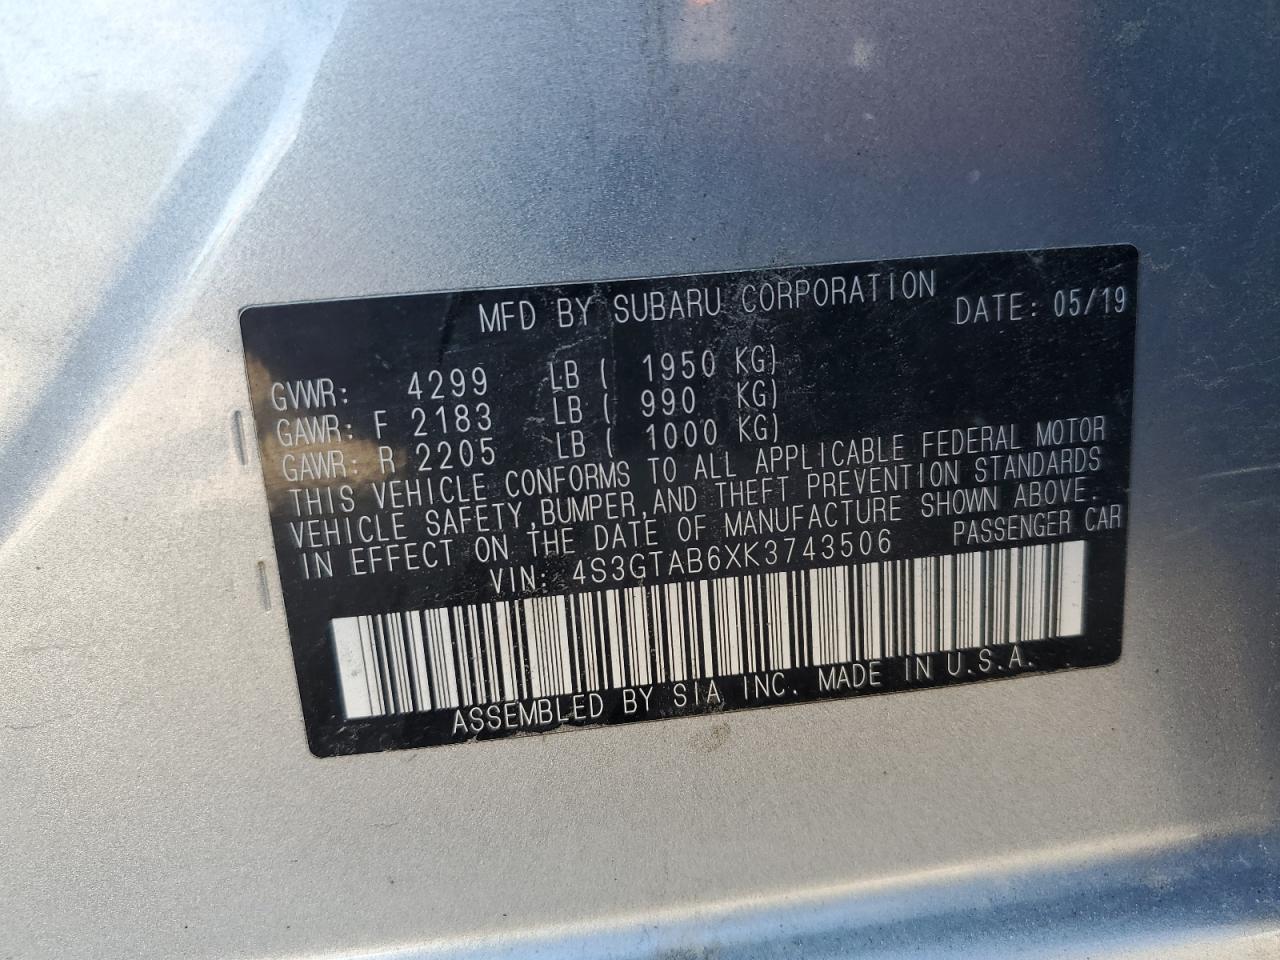 MFD BY SUBARU CORPORATION DATE: 05/19
GVWR: 4299 LB ( 1950 KG)
GAWR: F 2183 LB ( 990 KG)
GAWR: R 2205 LB ( 1000 KG)
THIS VEHICLE CONFORMS TO ALL APPLICABLE FEDERAL MOTOR
VEHICLE SAFETY,BUMPER,AND THEFT PREVENTION STANDARDS
IN EFFECT ON THE DATE OF MANUFACTURE SHOWN ABOVE.
VIN: 4S3GTAB6XK3743506 PASSENGER CAR
ASSEMBLED BY SIA INC. MADE IN U.S.A.